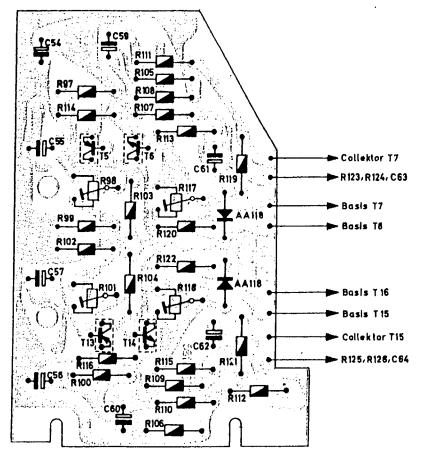 C54
C59
R111
R105
R97
R108
R114
R107
R113
C55
T5
T6
C61
R119
Collektor T7
R123,R124,C63
R98
R117
R103
AA118
Basis T7
R99
R120
Basis T8
R102
R122
C57
R104
AA118
R101
R118
Basis T16
Basis T15
T13
T14
C62
R121
Collektor T15
R116
R115
R125,R126,C64
R100
C56
R109
R112
R110
C60
R106